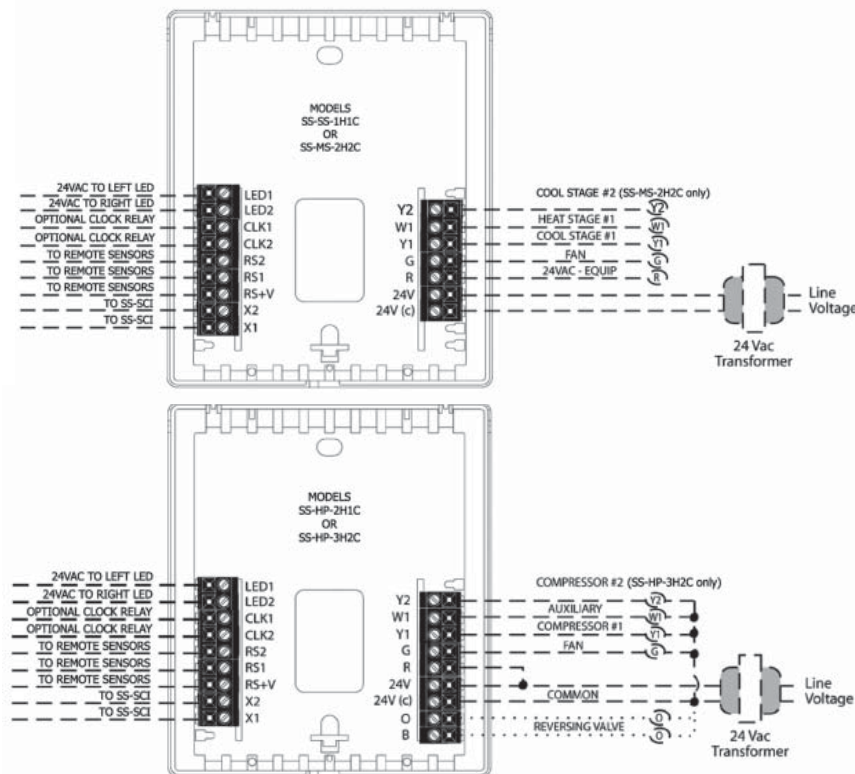 MODELS
SS-SS-1H1C
OR
SS-MS-2H2C
24VAC TO LEFT LED
24VAC TO RIGHT LED
OPTIONAL CLOCK RELAY
OPTIONAL CLOCK RELAY
TO REMOTE SENSORS
TO REMOTE SENSORS
TO REMOTE SENSORS
TO SS-SCI
TO SS-SCI
LED1
LED2
CLK1
CLK2
RS2
RS1
RS+V
X2
X1
Y2
W1
Y1
G
R
24V
24V (c)
COOL STAGE #2 (SS-MS-2H2C only)
HEAT STAGE #1
COOL STAGE #1
FAN
24VAC - EQUIP
Line
Voltage
24 Vac
Transformer
MODELS
SS-HP-2H1C
OR
SS-HP-3H2C
24VAC TO LEFT LED
24VAC TO RIGHT LED
OPTIONAL CLOCK RELAY
OPTIONAL CLOCK RELAY
TO REMOTE SENSORS
TO REMOTE SENSORS
TO REMOTE SENSORS
TO SS-SCI
TO SS-SCI
LED1
LED2
CLK1
CLK2
RS2
RS1
RS+V
X2
X1
Y2
W1
Y1
G
R
24V
24V (c)
O
B
COMPRESSOR #2 (SS-HP-3H2C only)
AUXILIARY
COMPRESSOR #1
FAN
COMMON
REVERSING VALVE
Line
Voltage
24 Vac
Transformer